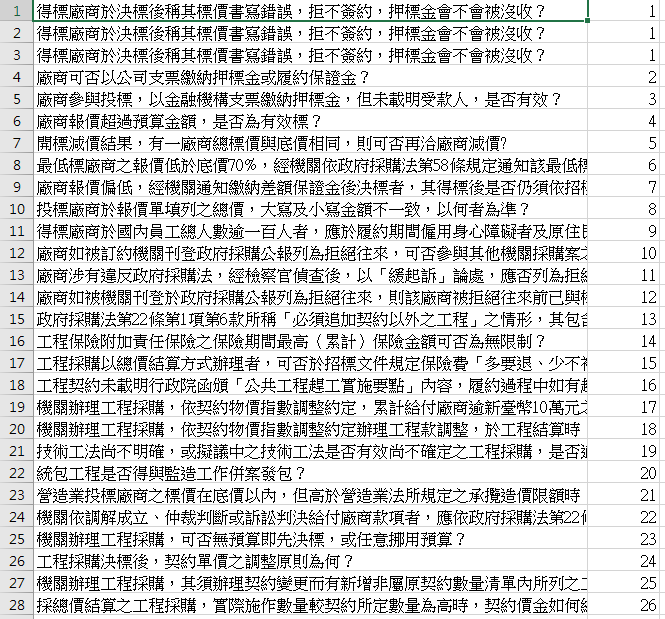 1 得標廠商於決標後稱其標價書寫錯誤，拒不簽約，押標金會不會被沒收？ 1
2 得標廠商於決標後稱其標價書寫錯誤，拒不簽約，押標金會不會被沒收？ 1
3 得標廠商於決標後稱其標價書寫錯誤，拒不簽約，押標金會不會被沒收？ 1
4 廠商可否以公司支票繳納押標金或履約保證金？ 2
5 廠商參與投標，以金融機構支票繳納押標金，但未載明受款人，是否有效？ 3
6 廠商報價超過預算金額，是否為有效標？ 4
7 開標減價結果，有一廠商總標價與底價相同，則可否再洽廠商減價? 5
8 最低標廠商之報價低於底價70%，經機關依政府採購法第58條規定通知該最低標 6
9 廠商報價偏低，經機關通知繳納差額保證金後決標者，其得標後是否仍須依招標 7
10 投標廠商於報價單填列之總價，大寫及小寫金額不一致，以何者為準？ 8
11 得標廠商於國內員工總人數逾一百人者，應於履約期間僱用身心障礙者及原住民 9
12 廠商如被訂約機關刊登政府採購公報列為拒絕往來，可否參與其他機關採購案之 10
13 廠商涉有違反政府採購法，經檢察官偵查後，以「緩起訴」論處，應否列為拒絕 11
14 廠商如被機關刊登於政府採購公報列為拒絕往來，則該廠商被拒絕往來前已與機 12
15 政府採購法第22條第1項第6款所稱「必須追加契約以外之工程」之情形，其包含 13
16 工程保險附加責任保險之保險期間最高（累計）保險金額可否為無限制？ 14
17 工程採購以總價結算方式辦理者，可否於招標文件規定保險費「多要退、少不補 15
18 工程契約未載明行政院函頒「公共工程趕工實施要點」內容，履約過程中如有趕 16
19 機關辦理工程採購，依契約物價指數調整約定，累計給付廠商逾新臺幣10萬元之 17
20 機關辦理工程採購，依契約物價指數調整約定辦理工程款調整，於工程結算時， 18
21 技術工法尚不明確，或擬議中之技術工法是否有效尚不確定之工程採購，是否適 19
22 統包工程是否得與監造工作併案發包？ 20
23 營造業投標廠商之標價在底價以內，但高於營造業法所規定之承攬造價限額時， 21
24 機關依調解成立、仲裁判斷或訴訟判決給付廠商款項者，應依政府採購法第22條 22
25 機關辦理工程採購，可否無預算即先決標，或任意挪用預算？ 23
26 工程採購決標後，契約單價之調整原則為何？ 24
27 機關辦理工程採購，其須辦理契約變更而有新增非屬原契約數量清單內所列之工 25
28 採總價結算之工程採購，實際施作數量較契約所定數量為高時，契約價金如何給 26